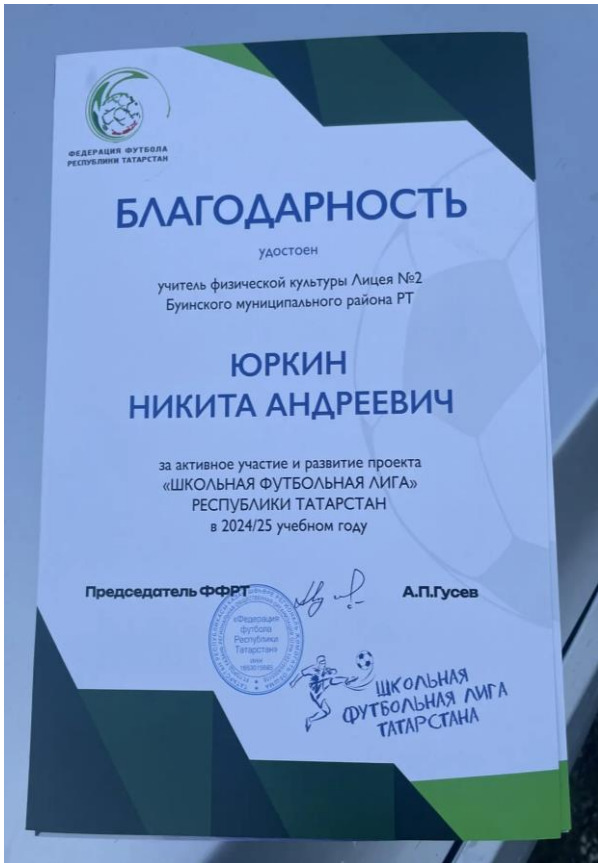 ФЕДЕРАЦИЯ ФУТБОЛА
РЕСПУБЛИКИ ТАТАРСТАН
БЛАГОДАРНОСТЬ
удостоен
учитель физической культуры Лицея №2
Буинского муниципального района РТ
ЮРКИН
НИКИТА АНДРЕЕВИЧ
за активное участие и развитие проекта
«ШКОЛЬНАЯ ФУТБОЛЬНАЯ ЛИГА»
РЕСПУБЛИКИ ТАТАРСТАН
в 2024/25 учебном году
Председатель ФФРТ
А.П.Гусев
«Федерация
футбола
Республики
Татарстан»
ШКОЛЬНАЯ
ФУТБОЛЬНАЯ ЛИГА
ТАТАРСТАНА